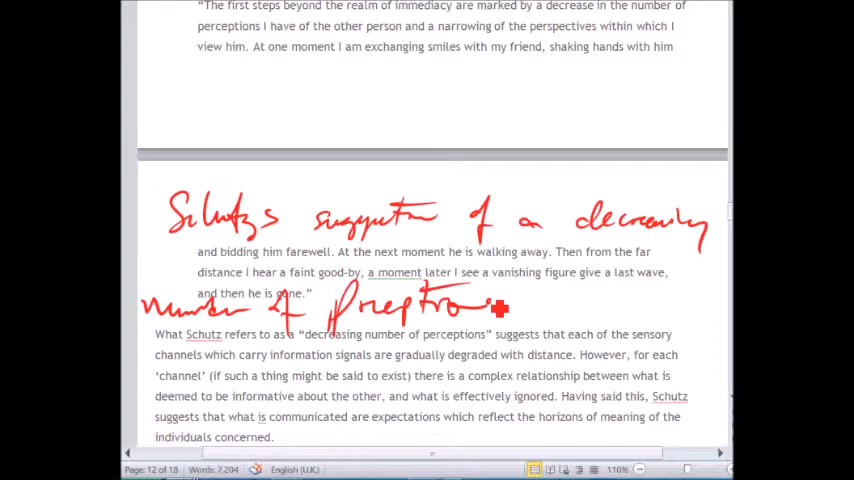 “The first steps beyond the realm of immediacy are marked by a decrease in the number of
perceptions I have of the other person and a narrowing of the perspectives within which I
view him. At one moment I am exchanging smiles with my friend, shaking hands with him
Schutz's suggestion of a decreasing
and bidding him farewell. At the next moment he is walking away. Then from the far
distance I hear a faint good-by, a moment later I see a vanishing figure give a last wave,
and then he is gone.”
number of perceptions
What Schutz refers to as a “decreasing number of perceptions” suggests that each of the sensory
channels which carry information signals are gradually degraded with distance. However, for each
‘channel’ (if such a thing might be said to exist) there is a complex relationship between what is
deemed to be informative about the other, and what is effectively ignored. Having said this, Schutz
suggests that what is communicated are expectations which reflect the horizons of meaning of the
individuals concerned.
Page: 12 of 18 Words: 7,204 English (U.K.) 110%